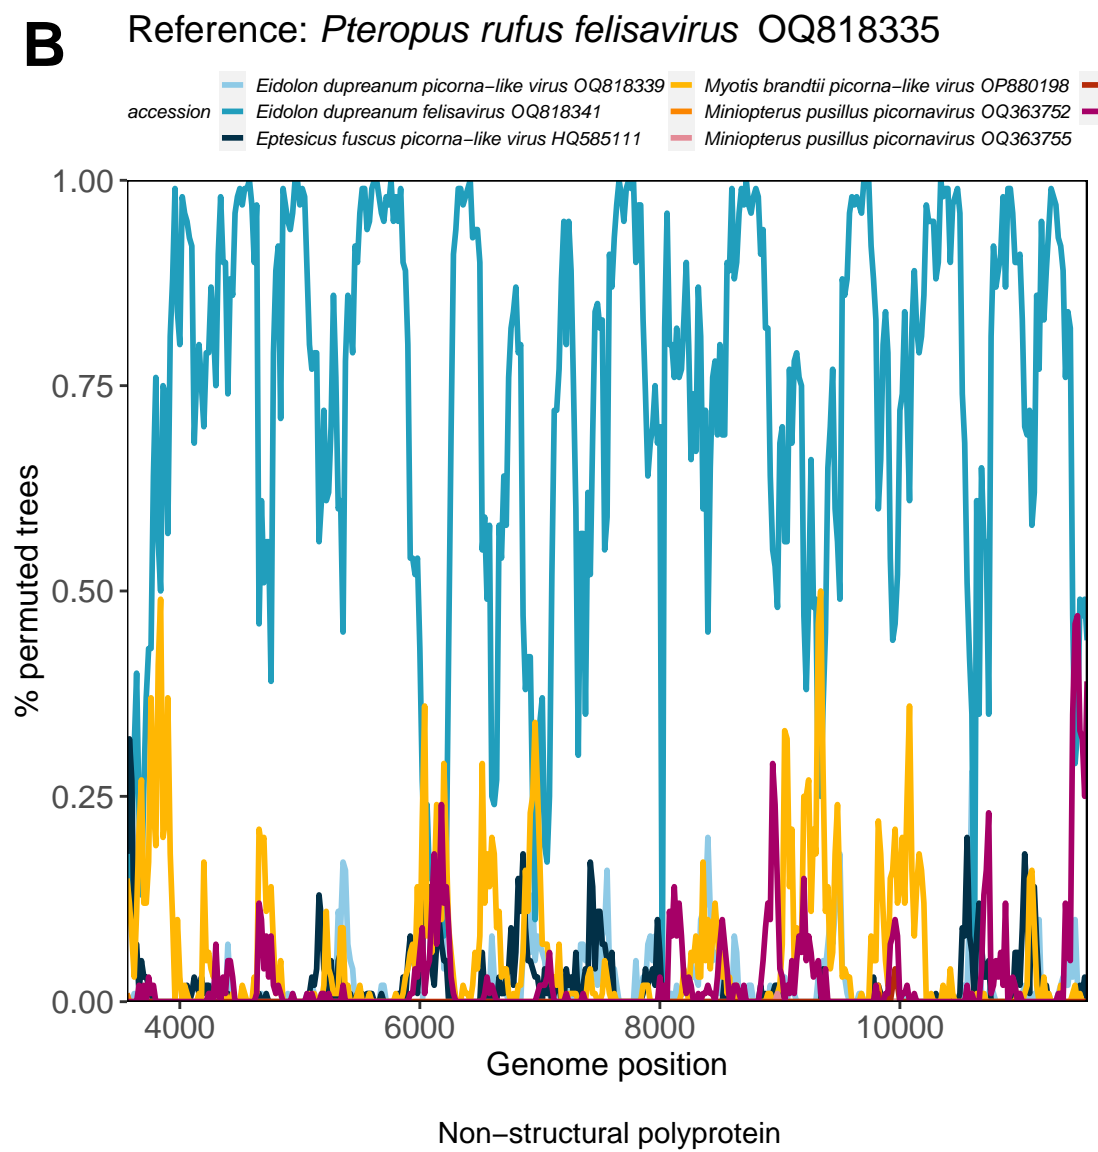 B
Reference: Pteropus rufus felisavirus OQ818335
accession
Eidolon dupreanum picorna−like virus OQ818339
Eidolon dupreanum felisavirus OQ818341
Eptesicus fuscus picorna−like virus HQ585111
Myotis brandtii picorna−like virus OP880198
Miniopterus pusillus picornavirus OQ363752
Miniopterus pusillus picornavirus OQ363755
% permuted trees
1.00
0.75
0.50
0.25
0.00
4000 6000 8000 10000
Genome position
Non−structural polyprotein